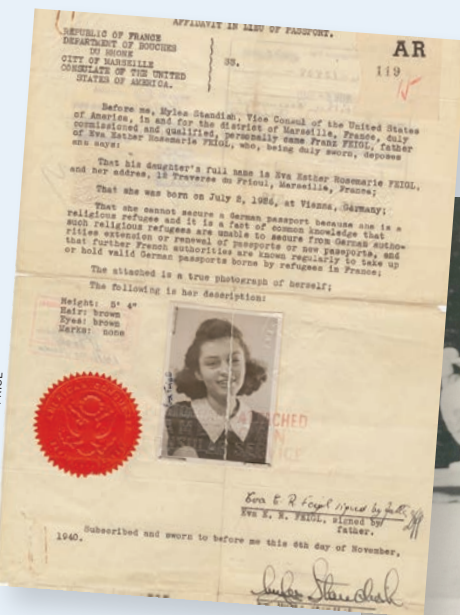 AFFIDAVIT IN LIEU OF PASSPORT.
REPUBLIC OF FRANCE
DEPARTMENT OF BOUCHES
DU RHONE
CITY OF MARSEILLE
CONSULATE OF THE UNITED
STATES OF AMERICA.
SS.
AR
119
Before me, Myles Standish, Vice Consul of the United States
of America, in and for the district of Marseille, France, duly
commissioned and qualified, personally came Franz FEIGL, father
of Eva Esther Rosemarie FEIGL, who, being duly sworn, deposes
and says:
That his daughter's full name is Eva Esther Rosemarie FEIGL,
and her addres, 12 Traverse du Frioul, Marseille, France;
That she was born on July 2, 1926, at Vienna, Germany;
That she cannot secure a German passport because she is a
religious refugee and it is a fact of common knowledge that
such religious refugees are unable to secure from German autho-
rities extension or renewal of passports or new passports, and
that further French authorities are known regularly to take up
or hold valid German passports borne by refugees in France;
The attached is a true photograph of herself;
The following is her description:
Height: 5' 4"
Hair: brown
Eyes: brown
Marks: none
Eva E. R. Feigl signed by
Eva E. R. FEIGL, signed by
father.
Subscribed and sworn to before me this 6th day of November,
1940.
Myles Standish